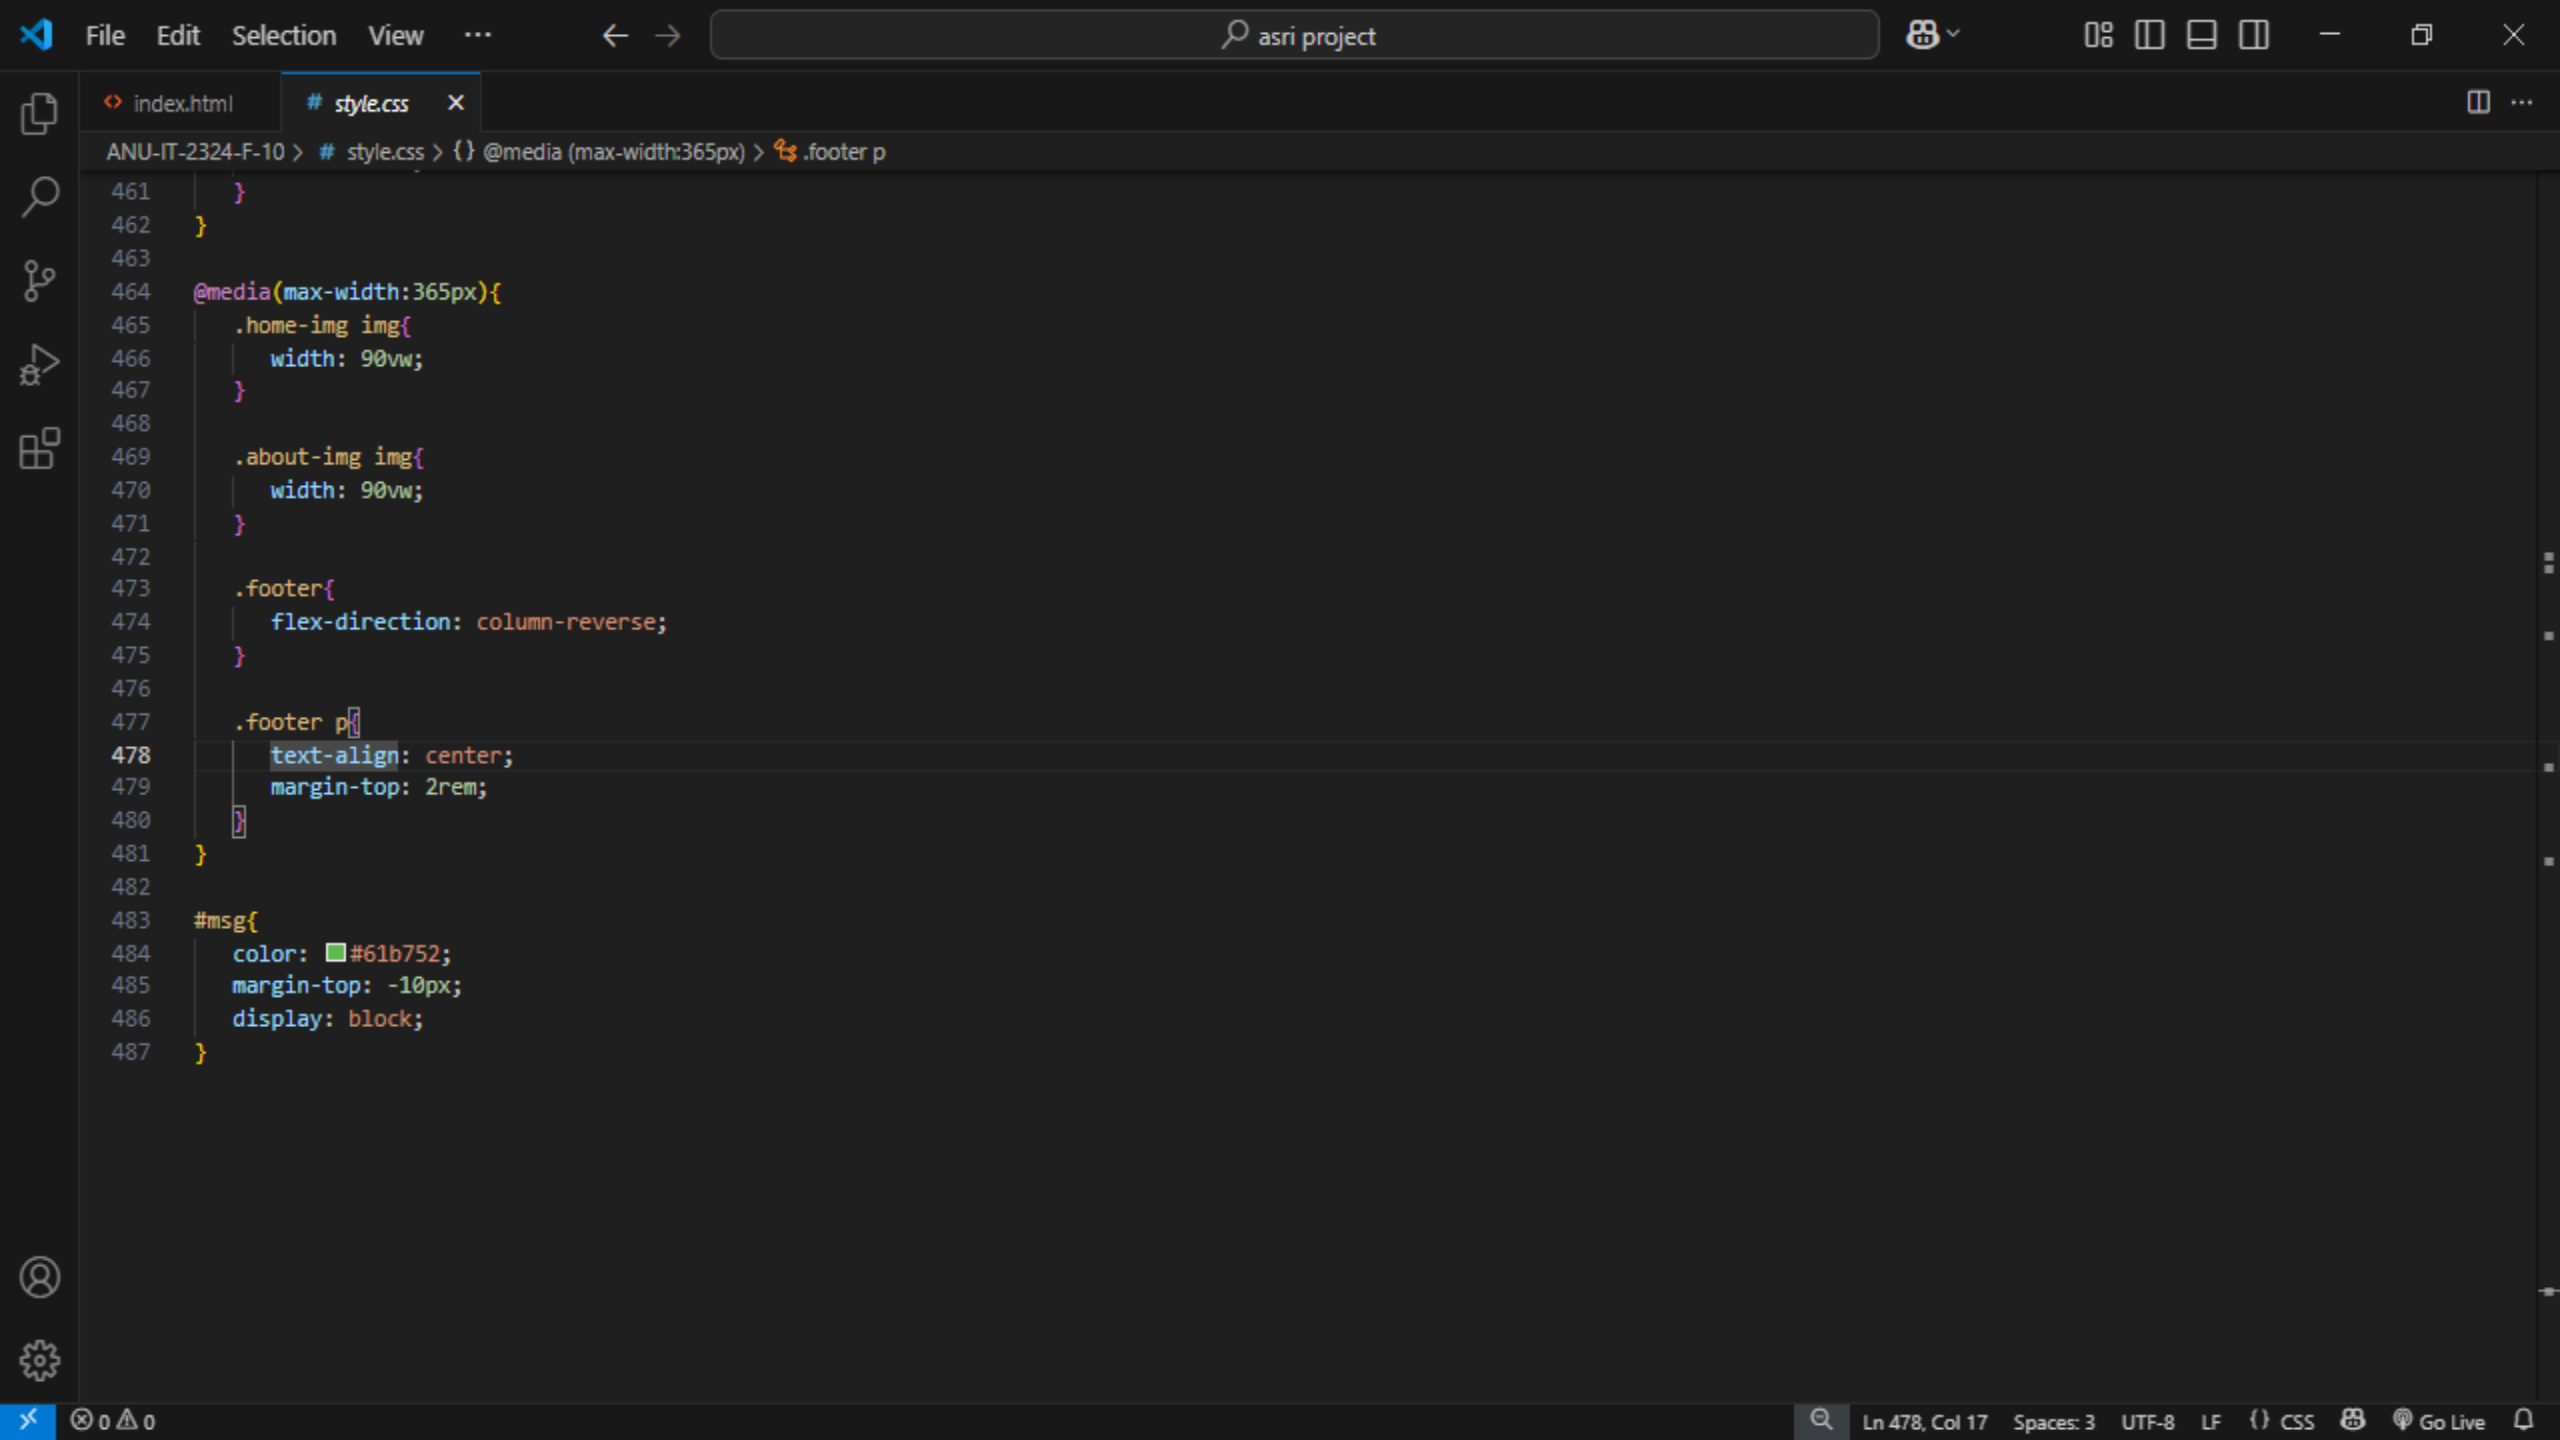 File Edit Selection View ··· asri project
index.html # style.css
ANU-IT-2324-F-10 > # style.css > {} @media (max-width:365px) > .footer p
461 }
462 }
463
464 @media(max-width:365px){
465 .home-img img{
466 width: 90vw;
467 }
468
469 .about-img img{
470 width: 90vw;
471 }
472
473 .footer{
474 flex-direction: column-reverse;
475 }
476
477 .footer p{
478 text-align: center;
479 margin-top: 2rem;
480 }
481 }
482
483 #msg{
484 color: #61b752;
485 margin-top: -10px;
486 display: block;
487 }
0 0 Ln 478, Col 17 Spaces: 3 UTF-8 LF {} CSS Go Live